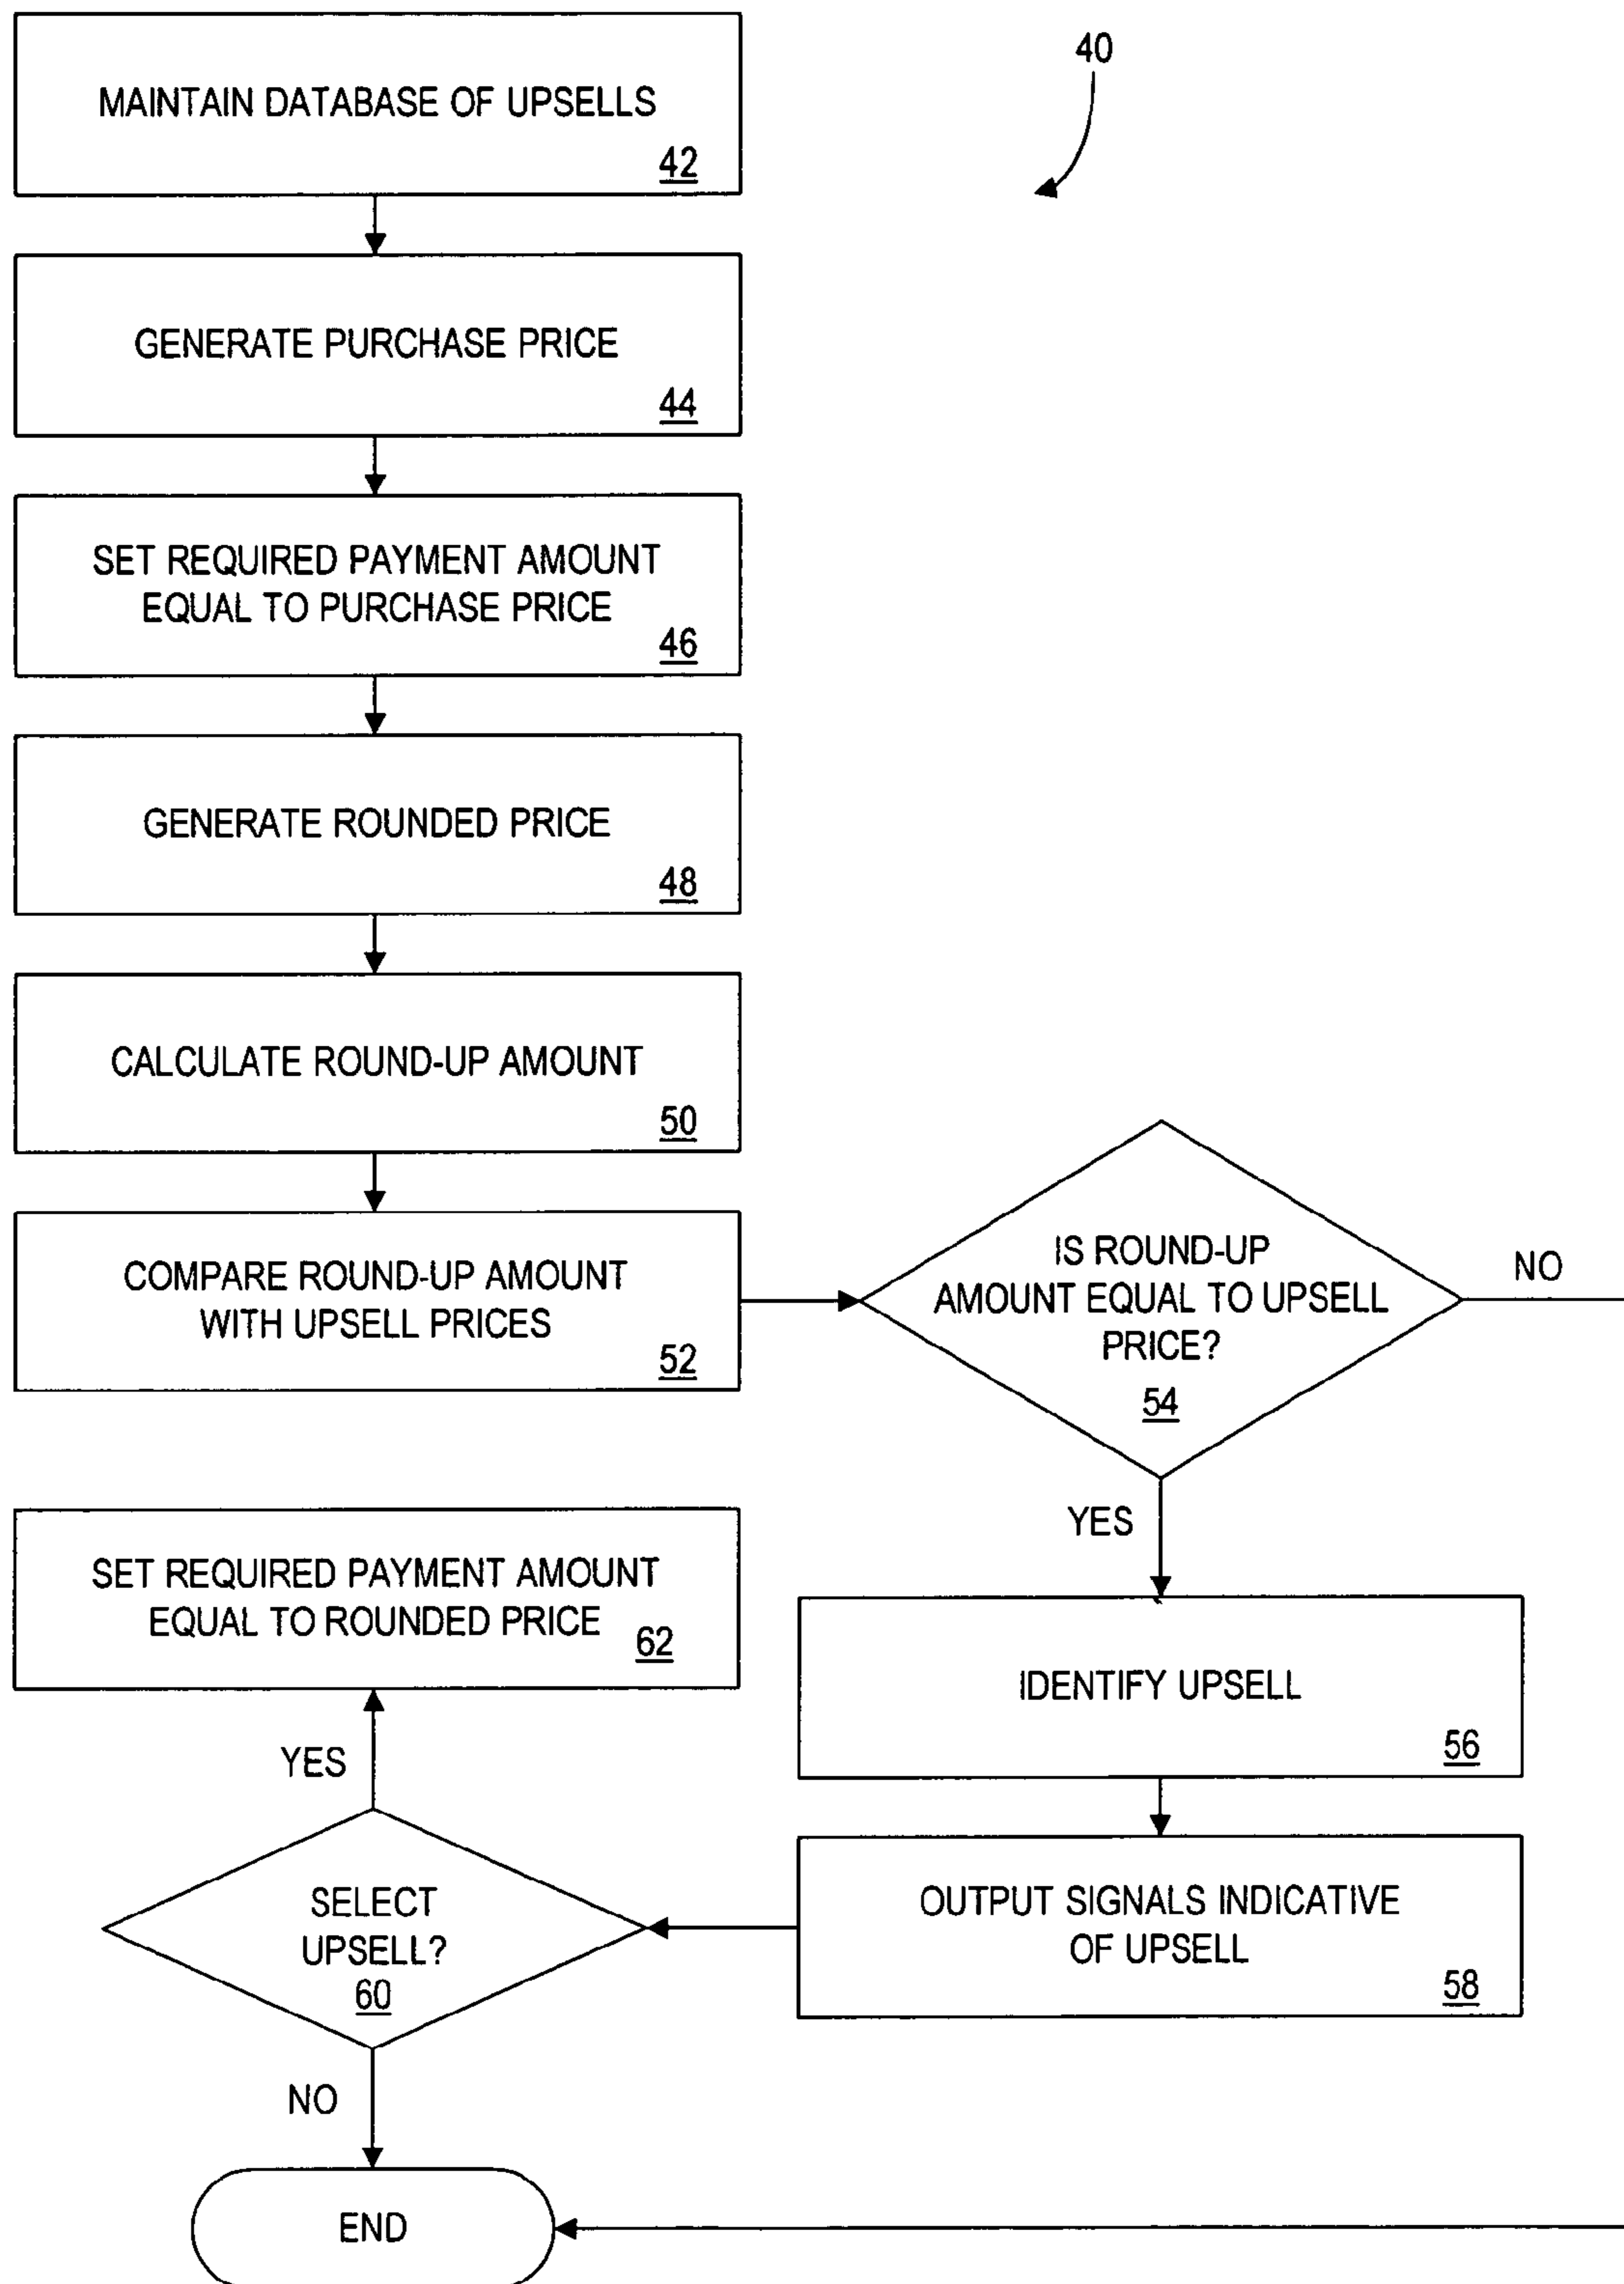 40
MAINTAIN DATABASE OF UPSELLS
42
GENERATE PURCHASE PRICE
44
SET REQUIRED PAYMENT AMOUNT
EQUAL TO PURCHASE PRICE
46
GENERATE ROUNDED PRICE
48
CALCULATE ROUND-UP AMOUNT
50
COMPARE ROUND-UP AMOUNT
WITH UPSELL PRICES
52
IS ROUND-UP
AMOUNT EQUAL TO UPSELL
PRICE?
54
NO
YES
IDENTIFY UPSELL
56
OUTPUT SIGNALS INDICATIVE
OF UPSELL
58
SELECT
UPSELL?
60
YES
SET REQUIRED PAYMENT AMOUNT
EQUAL TO ROUNDED PRICE
62
NO
END